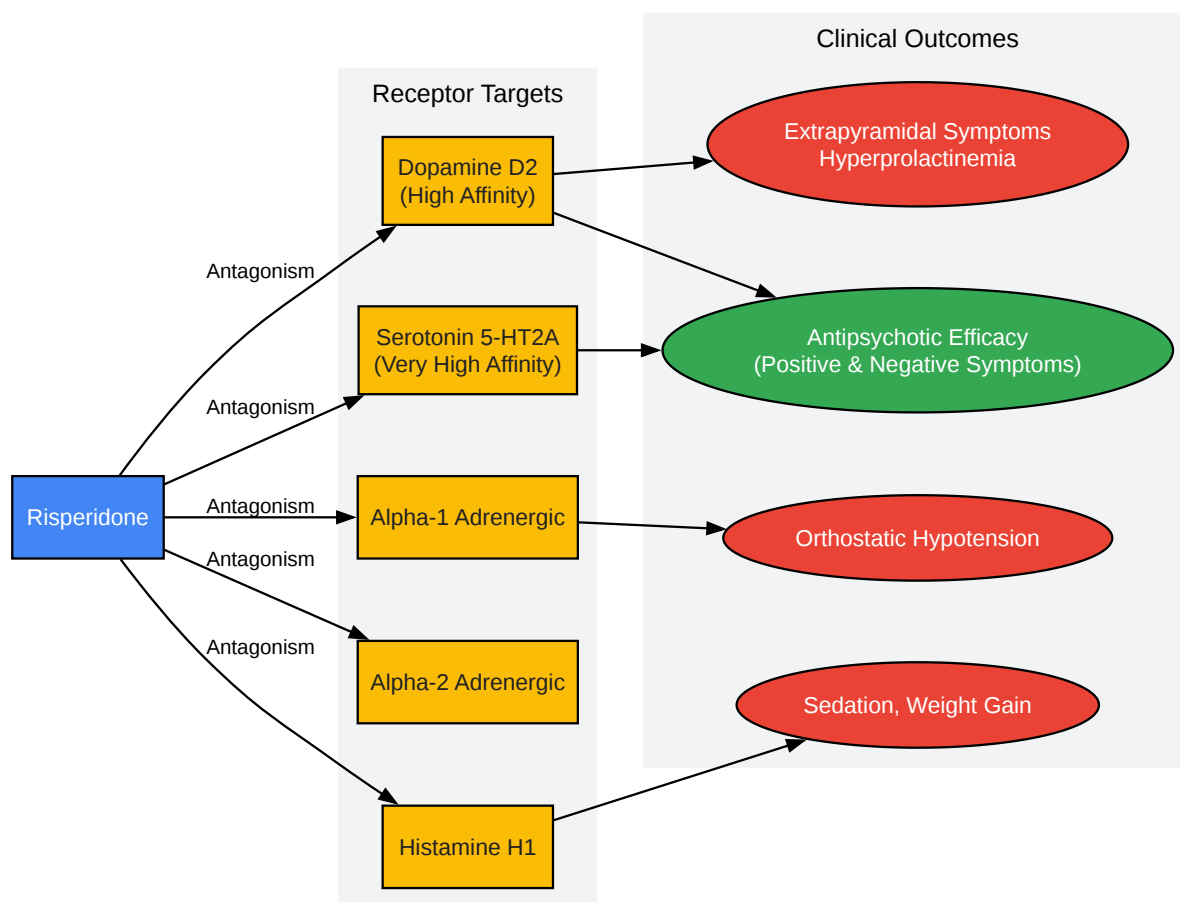 Clinical Outcomes
Receptor Targets
Extrapyramidal Symptoms
Hyperprolactinemia
Dopamine D2
(High Affinity)
Antagonism
Serotonin 5-HT2A
(Very High Affinity)
Antipsychotic Efficacy
(Positive & Negative Symptoms)
Antagonism
Risperidone
Antagonism
Alpha-1 Adrenergic
Orthostatic Hypotension
Antagonism
Alpha-2 Adrenergic
Antagonism
Sedation, Weight Gain
Histamine H1